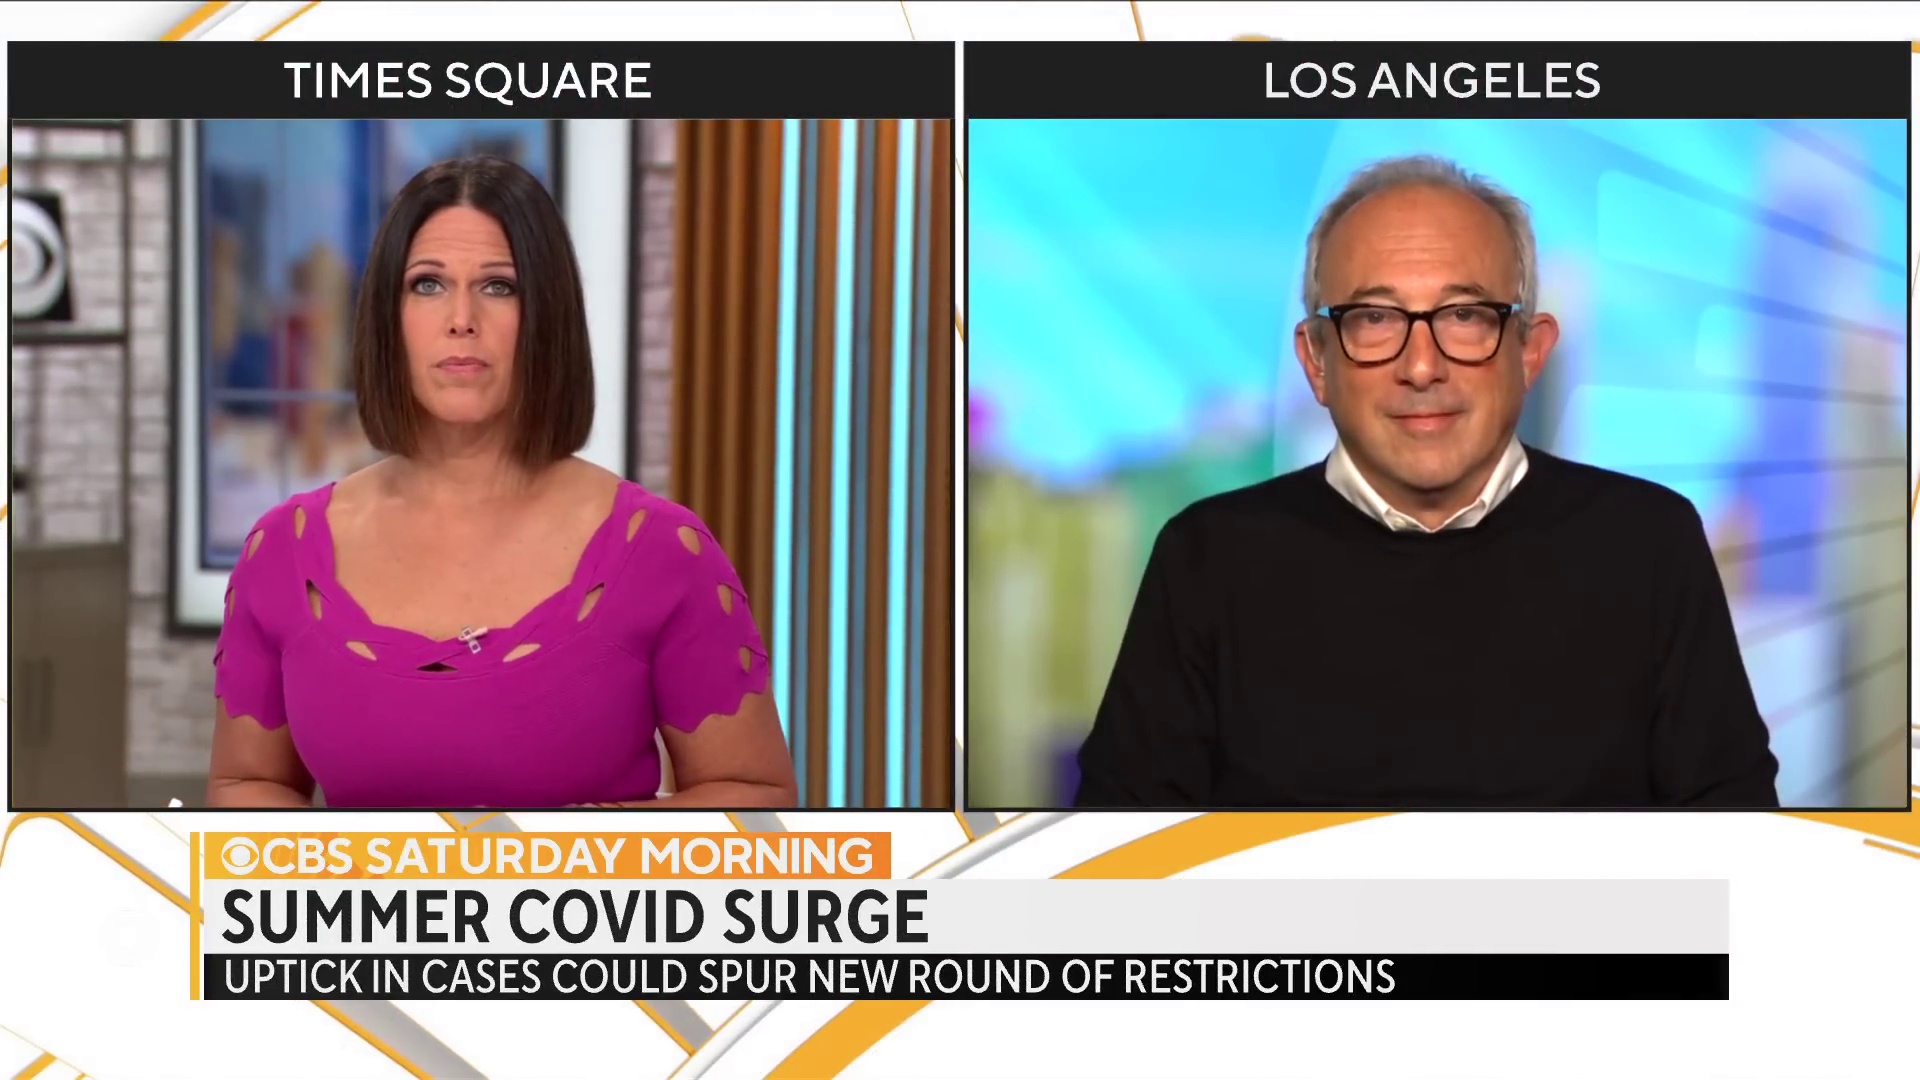 TIMES SQUARE
LOS ANGELES
CBS SATURDAY MORNING
SUMMER COVID SURGE
UPTICK IN CASES COULD SPUR NEW ROUND OF RESTRICTIONS